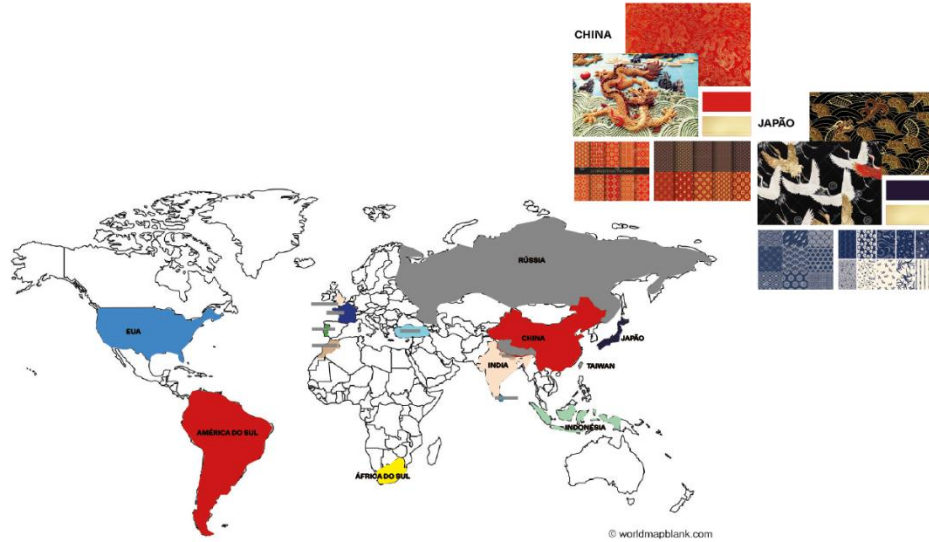 CHINA
JAPÃO
RÚSSIA
EUA
CHINA
JAPÃO
INDIA
TAIWAN
AMÉRICA DO SUL
INDONÉSIA
ÁFRICA DO SUL
© worldmapblank.com